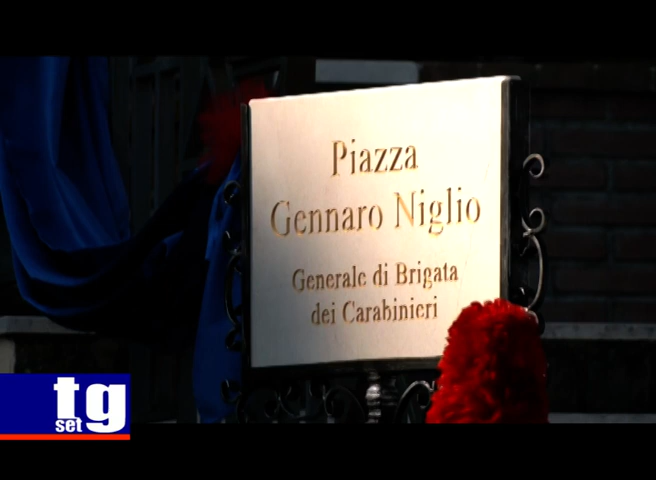 Piazza
Gennaro Niglio
Generale di Brigata
dei Carabinieri
tg
set